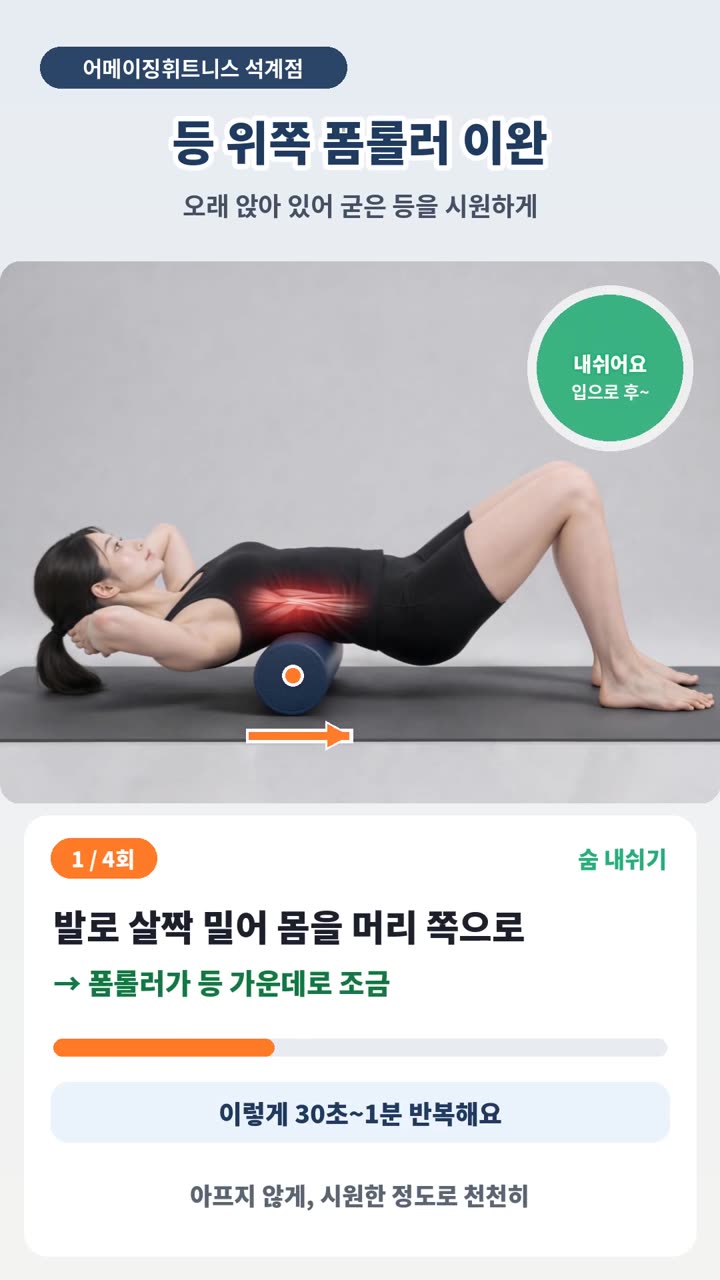 어메이징휘트니스 석계점
등 위쪽 폼롤러 이완
오래 앉아 있어 굳은 등을 시원하게
내쉬어요
입으로 후~
1 / 4회
숨 내쉬기
발로 살짝 밀어 몸을 머리 쪽으로
→ 폼롤러가 등 가운데로 조금
이렇게 30초~1분 반복해요
아프지 않게, 시원한 정도로 천천히